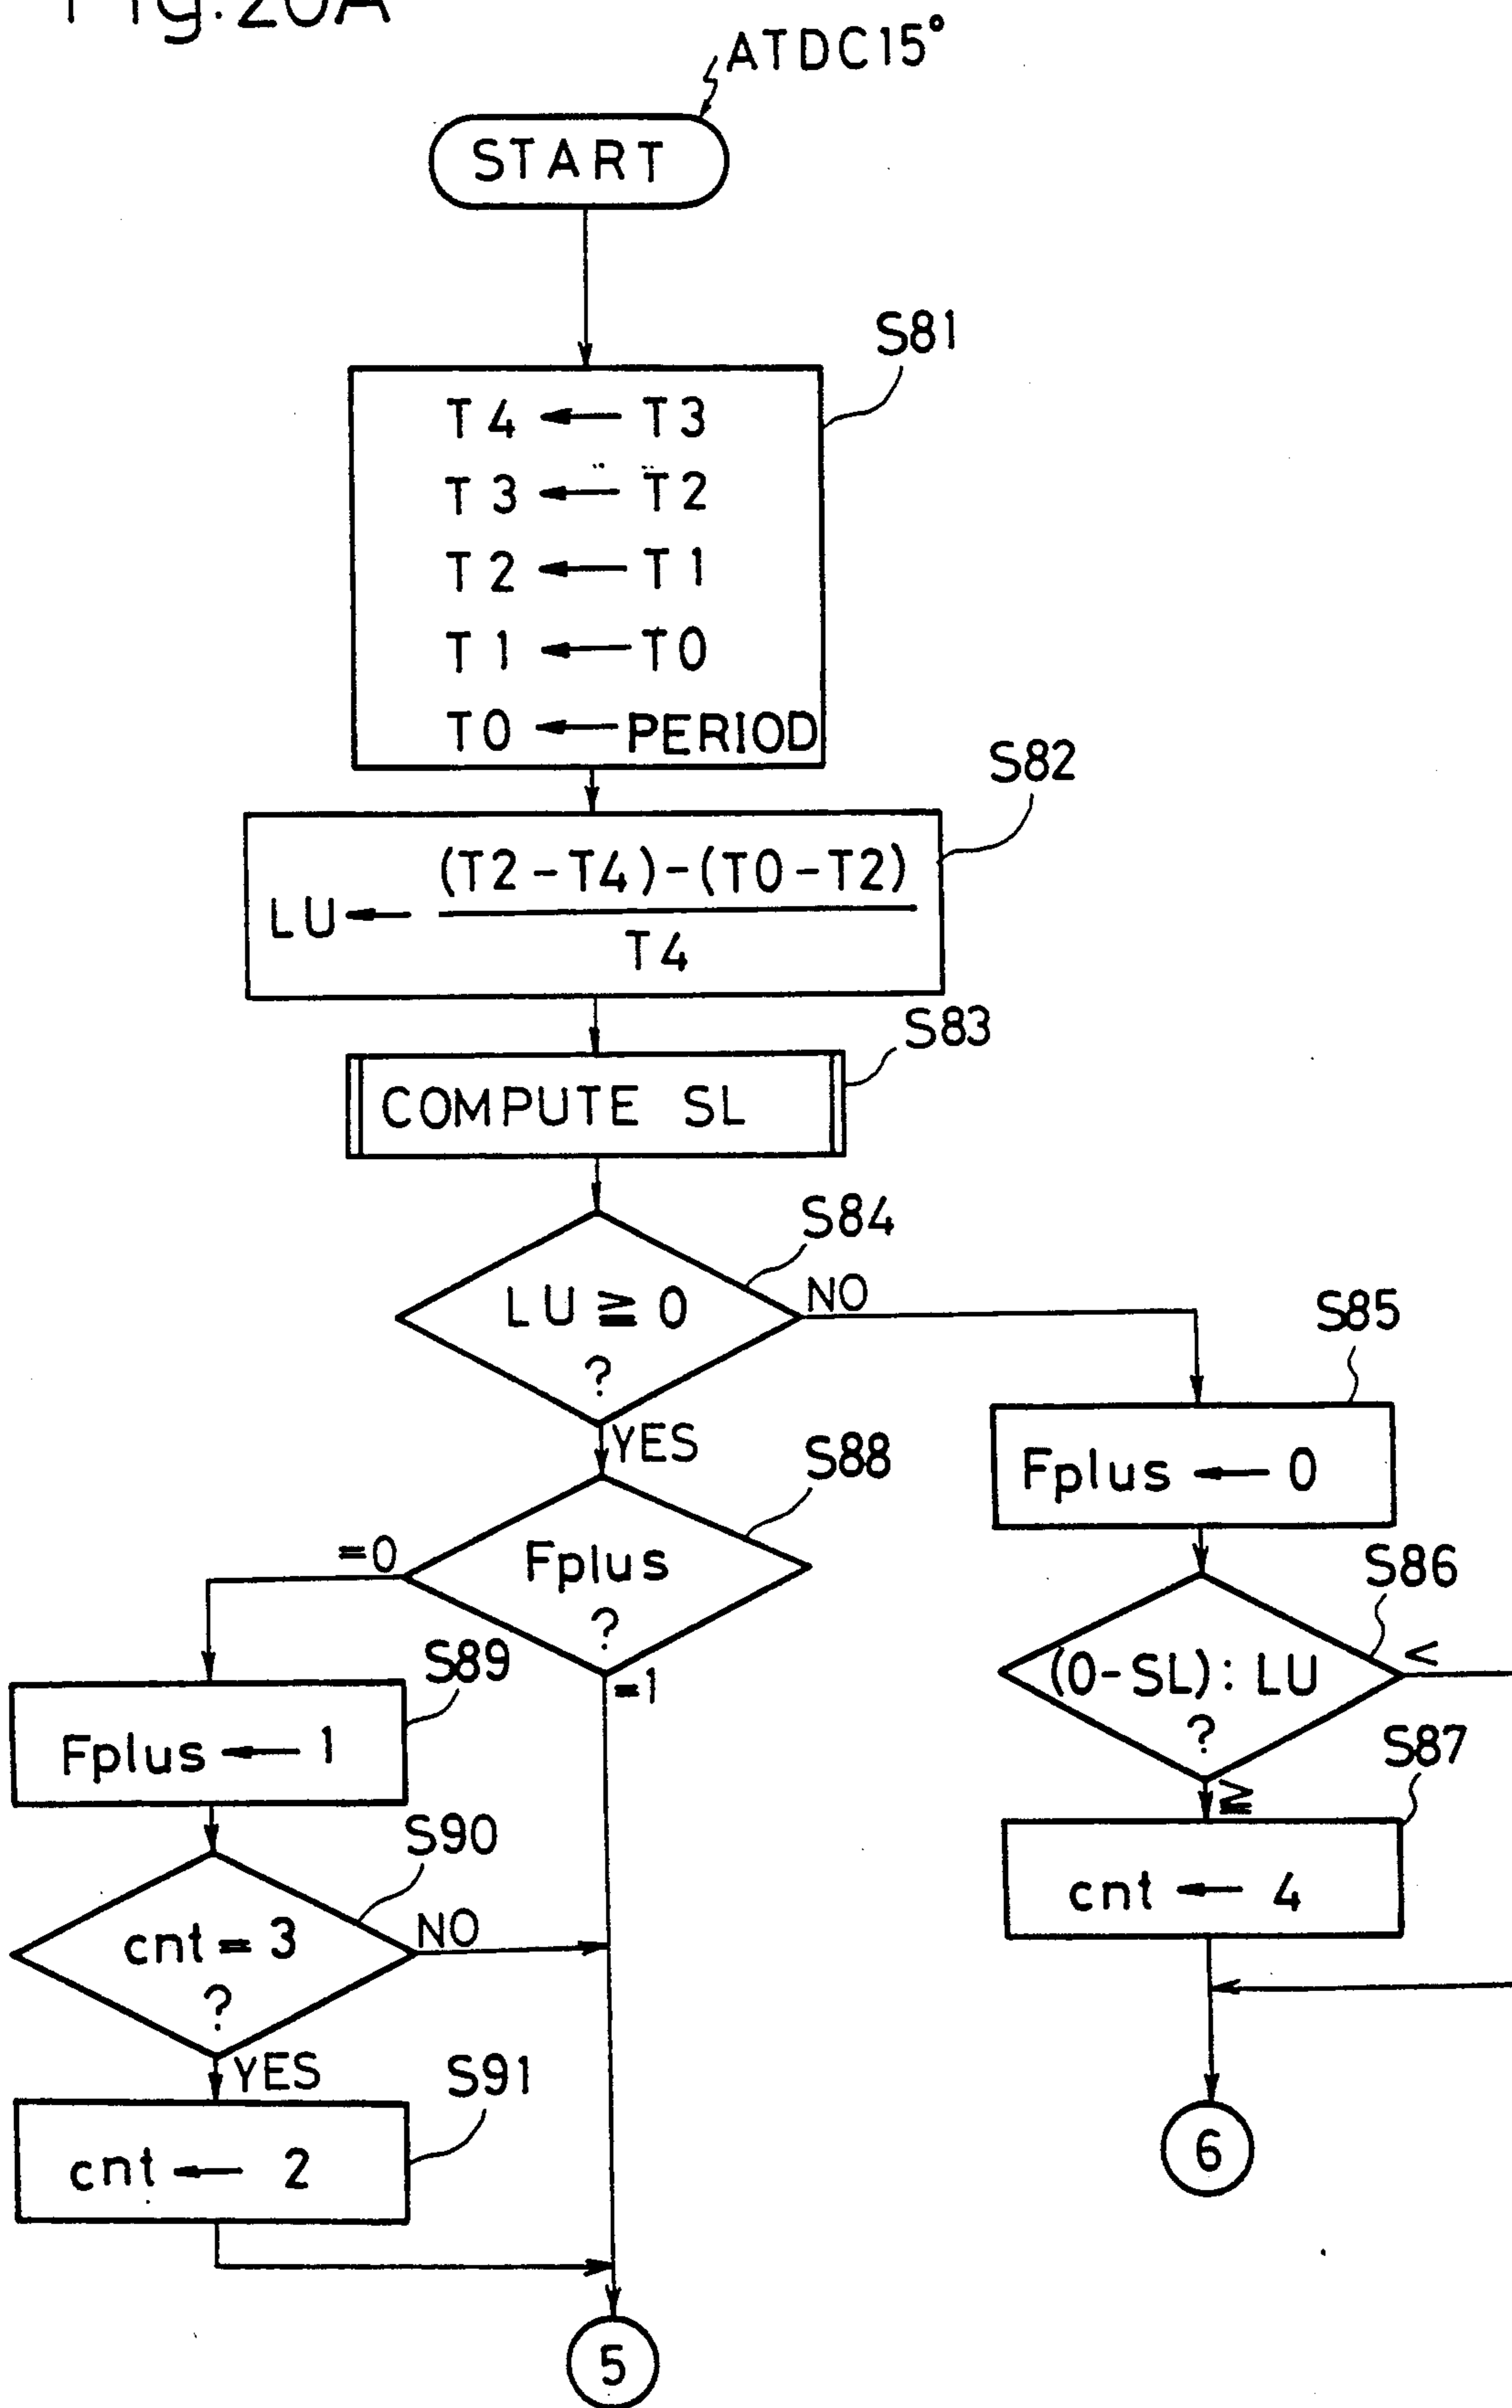 Fig. 20A
ATDC15°
START
S81
T4 ← T3
T3 ← T2
T2 ← T1
T1 ← T0
T0 ← PERIOD
S82
LU ← (T2-T4)-(T0-T2)
T4
S83
COMPUTE SL
S84
LU ≧ 0
?
NO
YES
S85
Fplus ← 0
S88
Fplus
?
=0
=1
S86
(0-SL): LU
?
<
≧
S89
Fplus ← 1
S87
cnt ← 4
S90
cnt = 3
?
NO
YES
S91
cnt ← 2
6
5